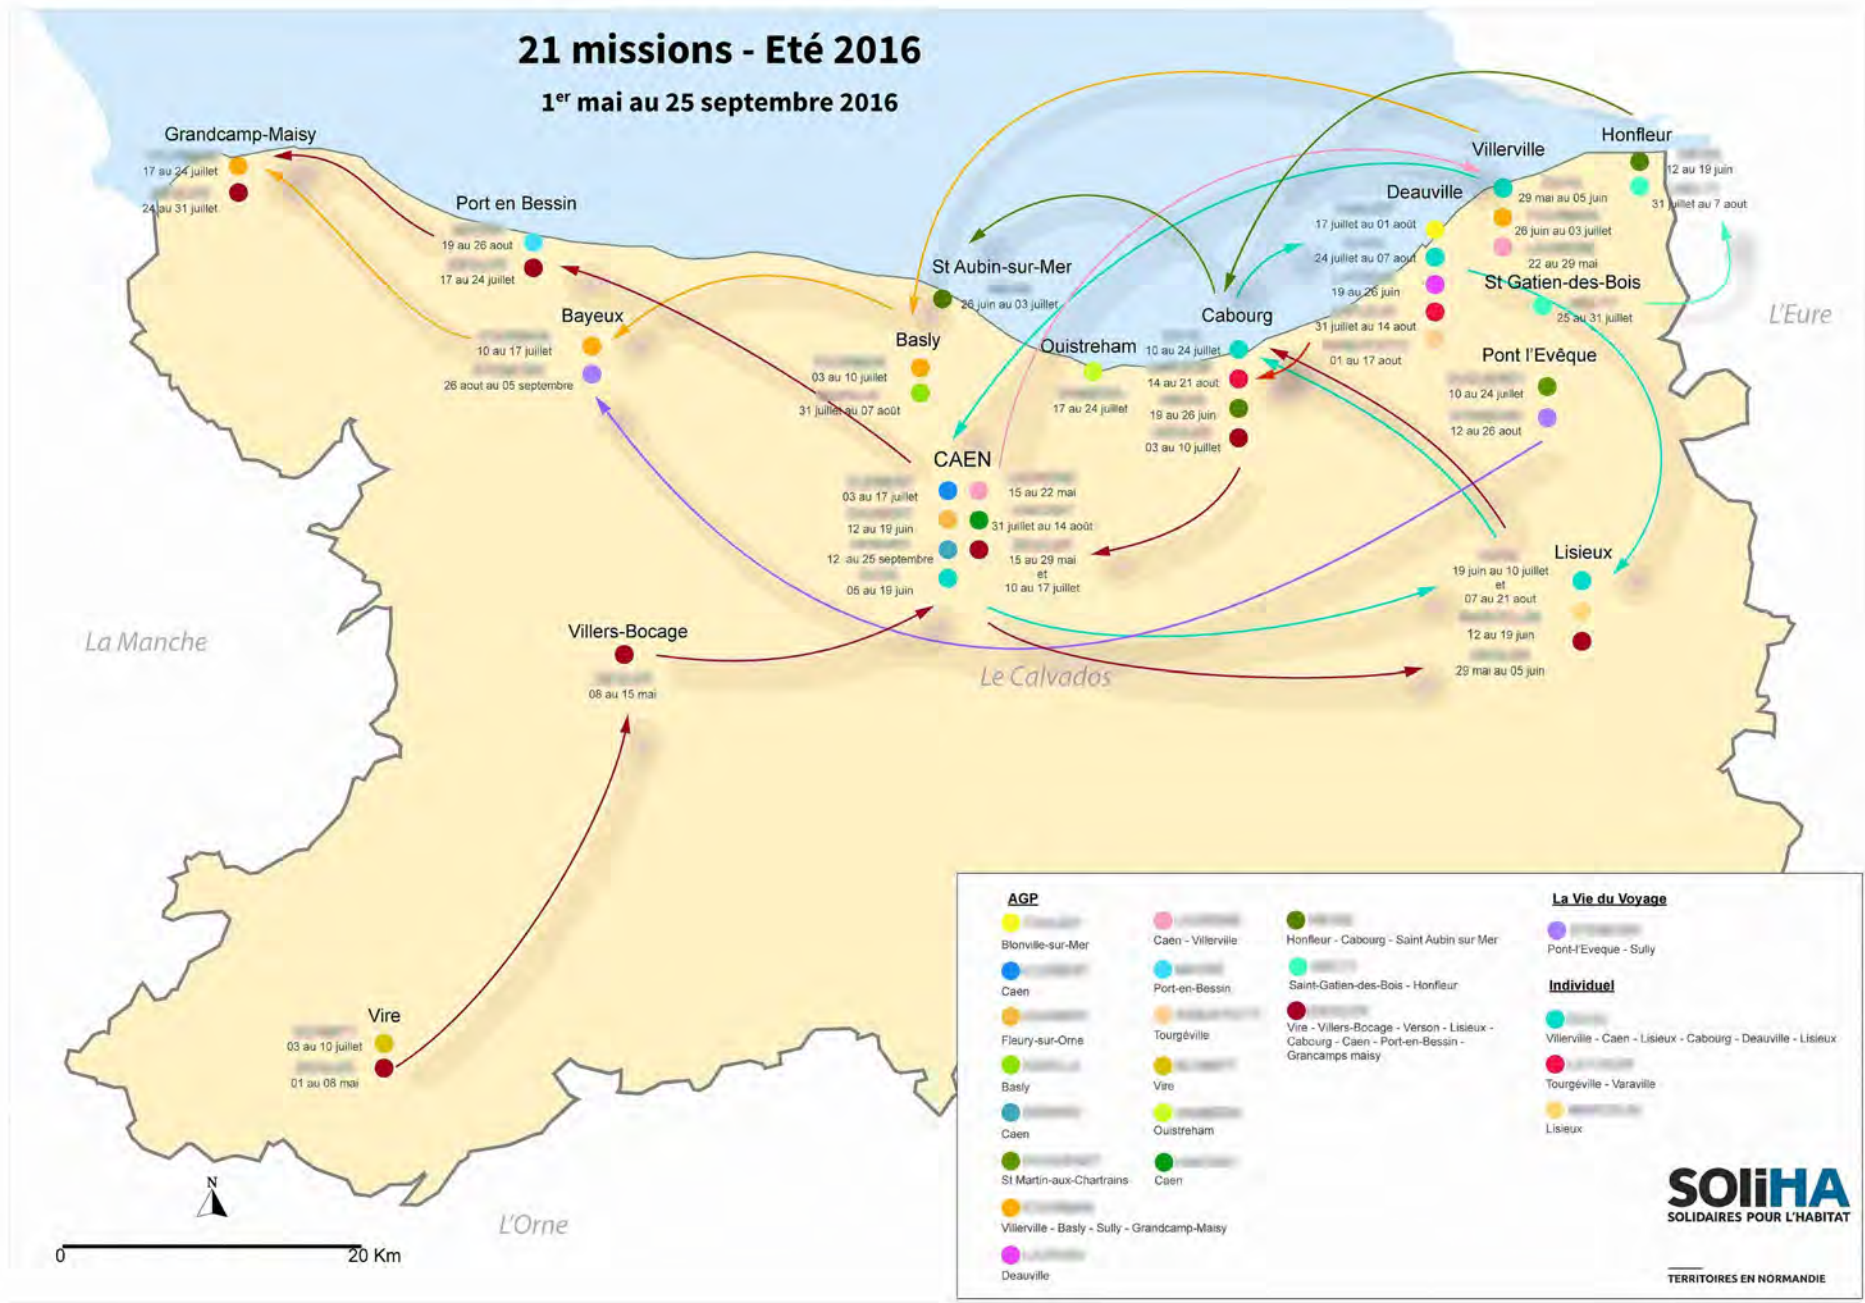 21 missions - Eté 2016
1er mai au 25 septembre 2016
Grandcamp-Maisy
17 au 24 juillet
24 au 31 juillet
Port en Bessin
19 au 26 aout
17 au 24 juillet
Bayeux
10 au 17 juillet
26 aout au 05 septembre
St Aubin-sur-Mer
26 juin au 03 juillet
Basly
03 au 10 juillet
31 juillet au 07 août
Ouistreham
17 au 24 juillet
Cabourg
10 au 24 juillet
14 au 21 aout
19 au 26 juin
03 au 10 juillet
Deauville
17 juillet au 01 août
24 juillet au 07 aout
19 au 26 juin
31 juillet au 14 aout
01 au 17 aout
Villerville
29 mai au 05 juin
26 juin au 03 juillet
22 au 29 mai
Honfleur
12 au 19 juin
31 juillet au 7 aout
St Gatien-des-Bois
25 au 31 juillet
Pont l'Evêque
10 au 24 juillet
12 au 26 aout
L'Eure
CAEN
03 au 17 juillet
12 au 19 juin
12 au 25 septembre
05 au 19 juin
15 au 22 mai
31 juillet au 14 août
15 au 29 mai
et
10 au 17 juillet
Lisieux
19 juin au 10 juillet
et
07 au 21 aout
12 au 19 juin
29 mai au 05 juin
Villers-Bocage
08 au 15 mai
La Manche
Le Calvados
Vire
03 au 10 juillet
01 au 08 mai
L'Orne
N
0
20 Km
AGP
Blonville-sur-Mer
Caen
Fleury-sur-Orne
Basly
Caen
St Martin-aux-Chartrains
Villerville - Basly - Sully - Grandcamp-Maisy
Deauville
Caen - Villerville
Port-en-Bessin
Tourgéville
Vire
Ouistreham
Caen
Honfleur - Cabourg - Saint Aubin sur Mer
Saint-Gatien-des-Bois - Honfleur
Vire - Villers-Bocage - Verson - Lisieux -
Cabourg - Caen - Port-en-Bessin -
Grancamps maisy
La Vie du Voyage
Pont-l'Eveque - Sully
Individuel
Villerville - Caen - Lisieux - Cabourg - Deauville - Lisieux
Tourgéville - Varaville
Lisieux
SOliHA
SOLIDAIRES POUR L'HABITAT
TERRITOIRES EN NORMANDIE